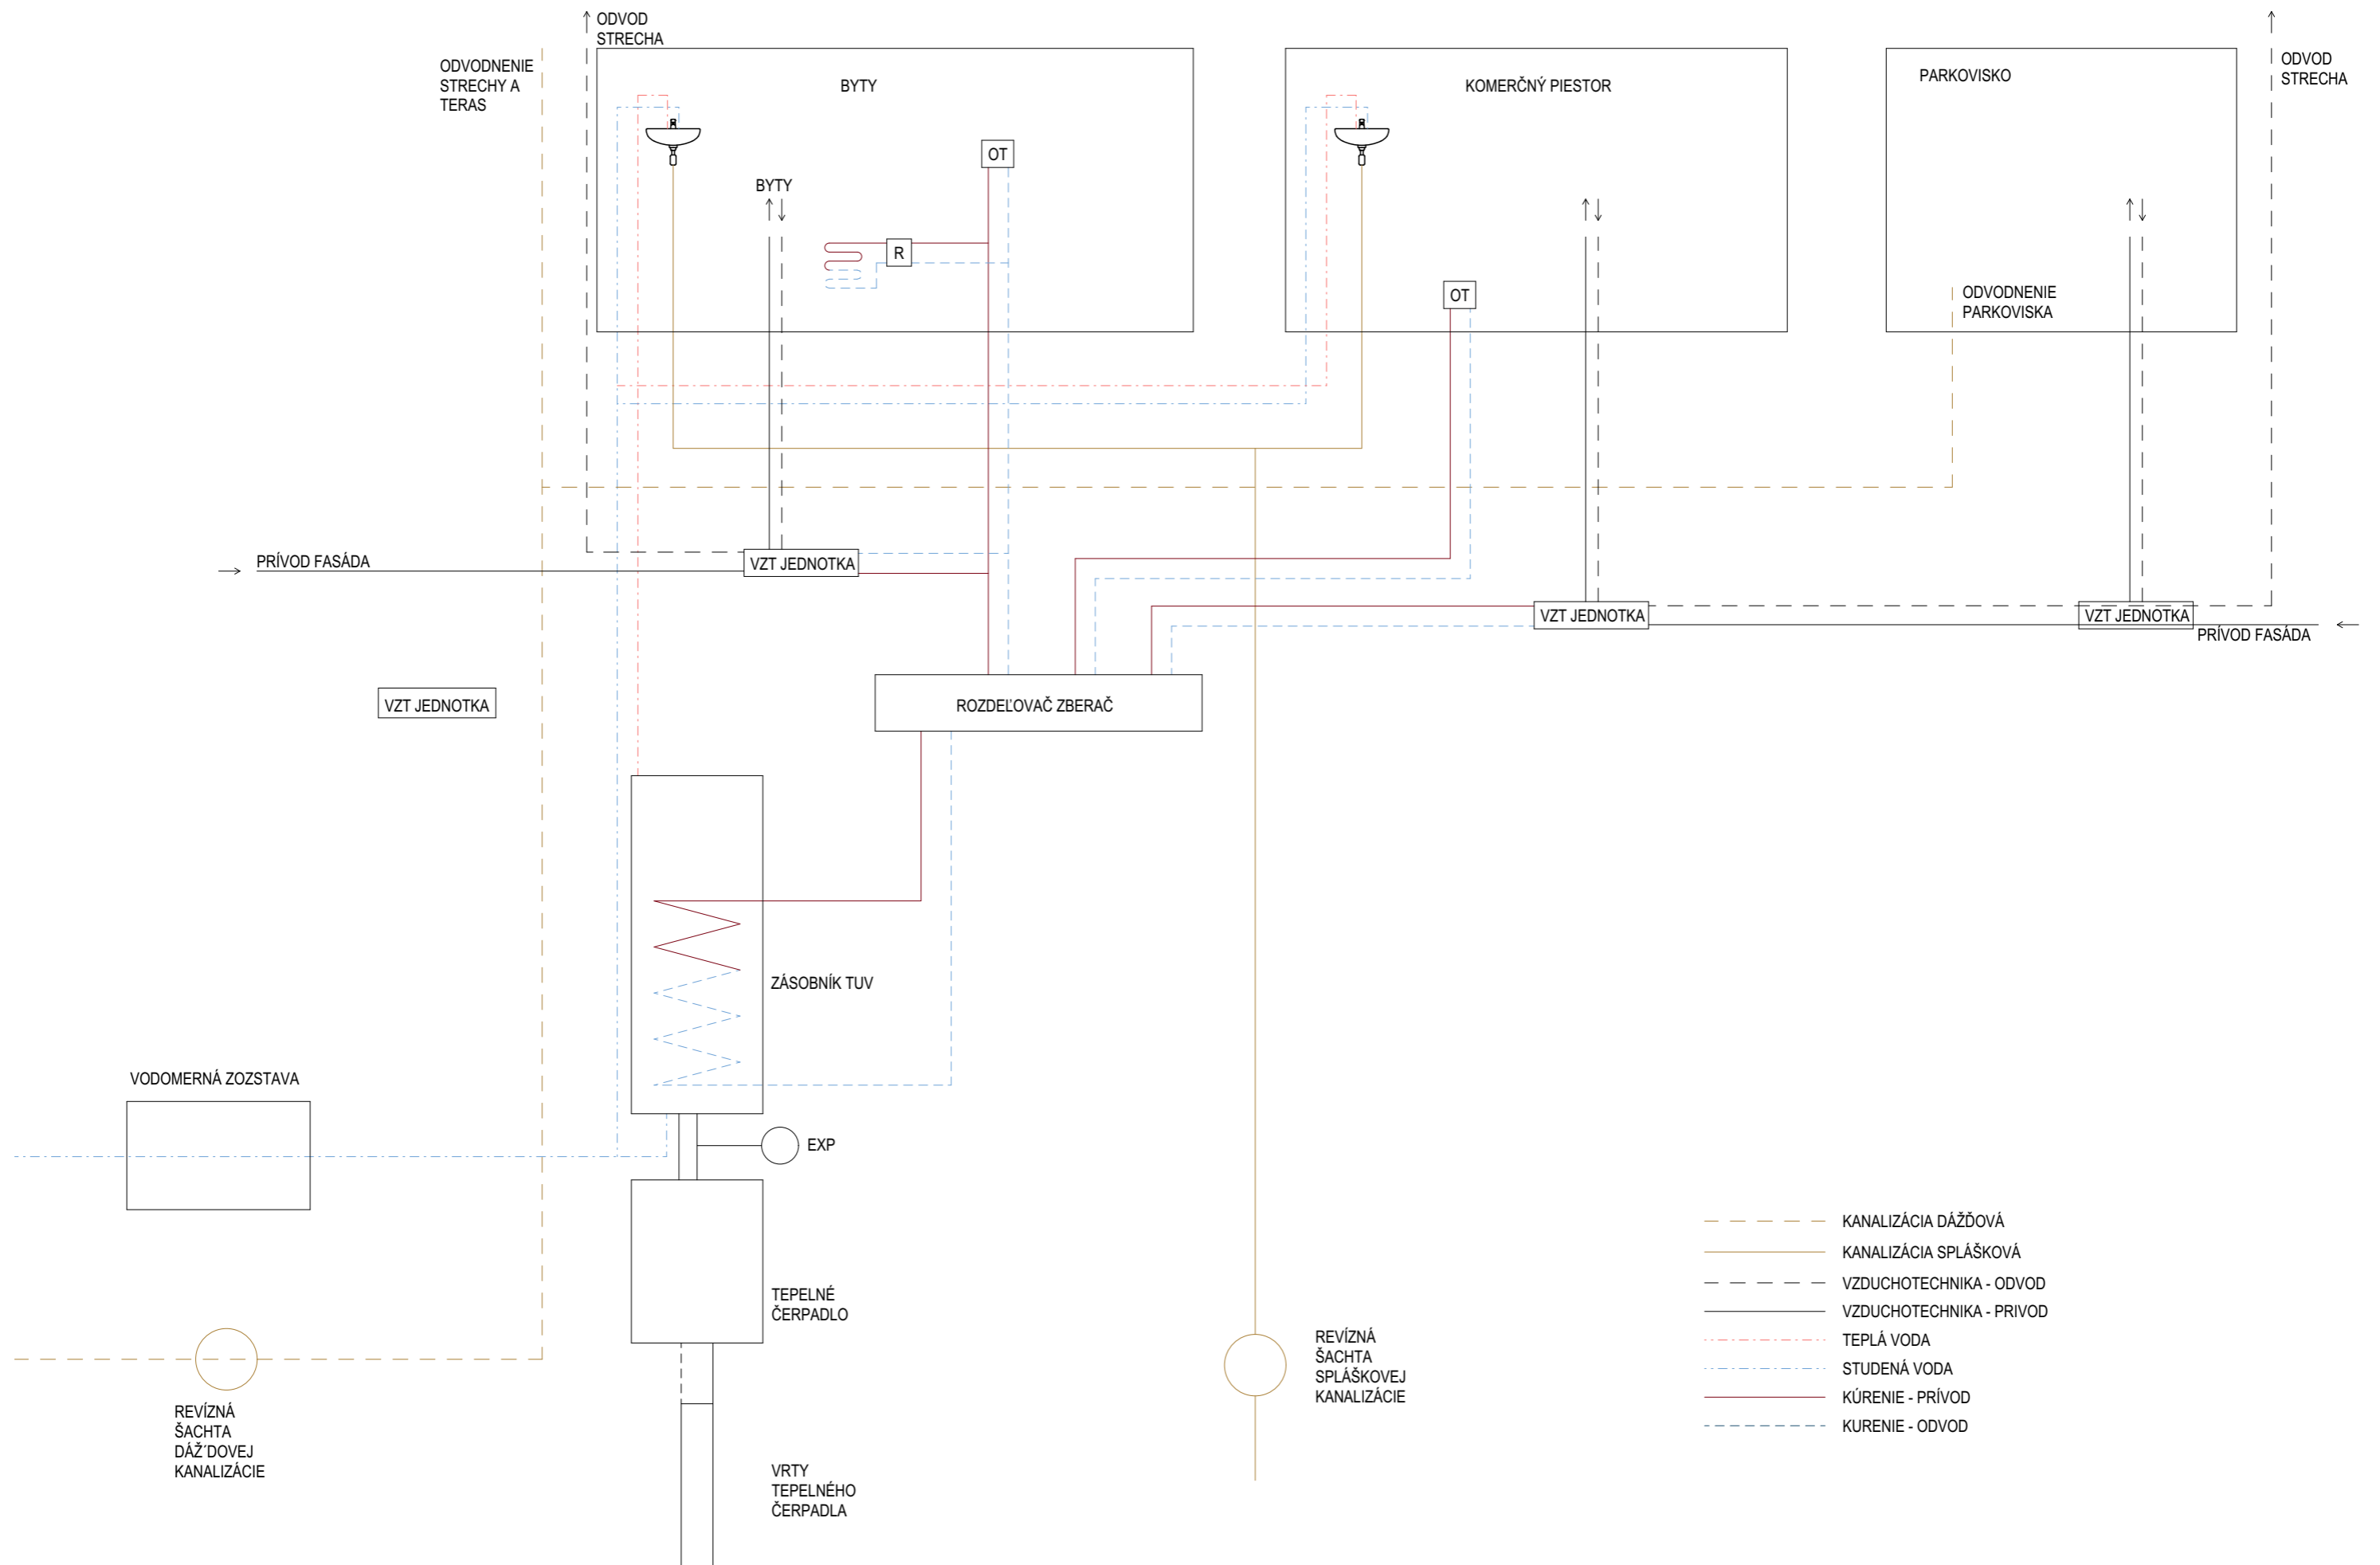 ODVOD
STRECHA
ODVODNENIE
STRECHY A
TERAS
BYTY
KOMERČNÝ PIESTOR
PARKOVISKO
ODVOD
STRECHA
OT
BYTY
R
OT
ODVODNENIE
PARKOVISKA
PRÍVOD FASÁDA
VZT JEDNOTKA
VZT JEDNOTKA
VZT JEDNOTKA
PRÍVOD FASÁDA
VZT JEDNOTKA
ROZDEĽOVAČ ZBERAČ
ZÁSOBNÍK TUV
VODOMERNÁ ZOZSTAVA
EXP
TEPELNÉ
ČERPADLO
REVÍZNÁ
ŠACHTA
DÁŽ´DOVEJ
KANALIZÁCIE
VRTY
TEPELNÉHO
ČERPADLA
REVÍZNÁ
ŠACHTA
SPLÁŠKOVEJ
KANALIZÁCIE
KANALIZÁCIA DÁŽĎOVÁ
KANALIZÁCIA SPLÁŠKOVÁ
VZDUCHOTECHNIKA - ODVOD
VZDUCHOTECHNIKA - PRIVOD
TEPLÁ VODA
STUDENÁ VODA
KÚRENIE - PRÍVOD
KURENIE - ODVOD